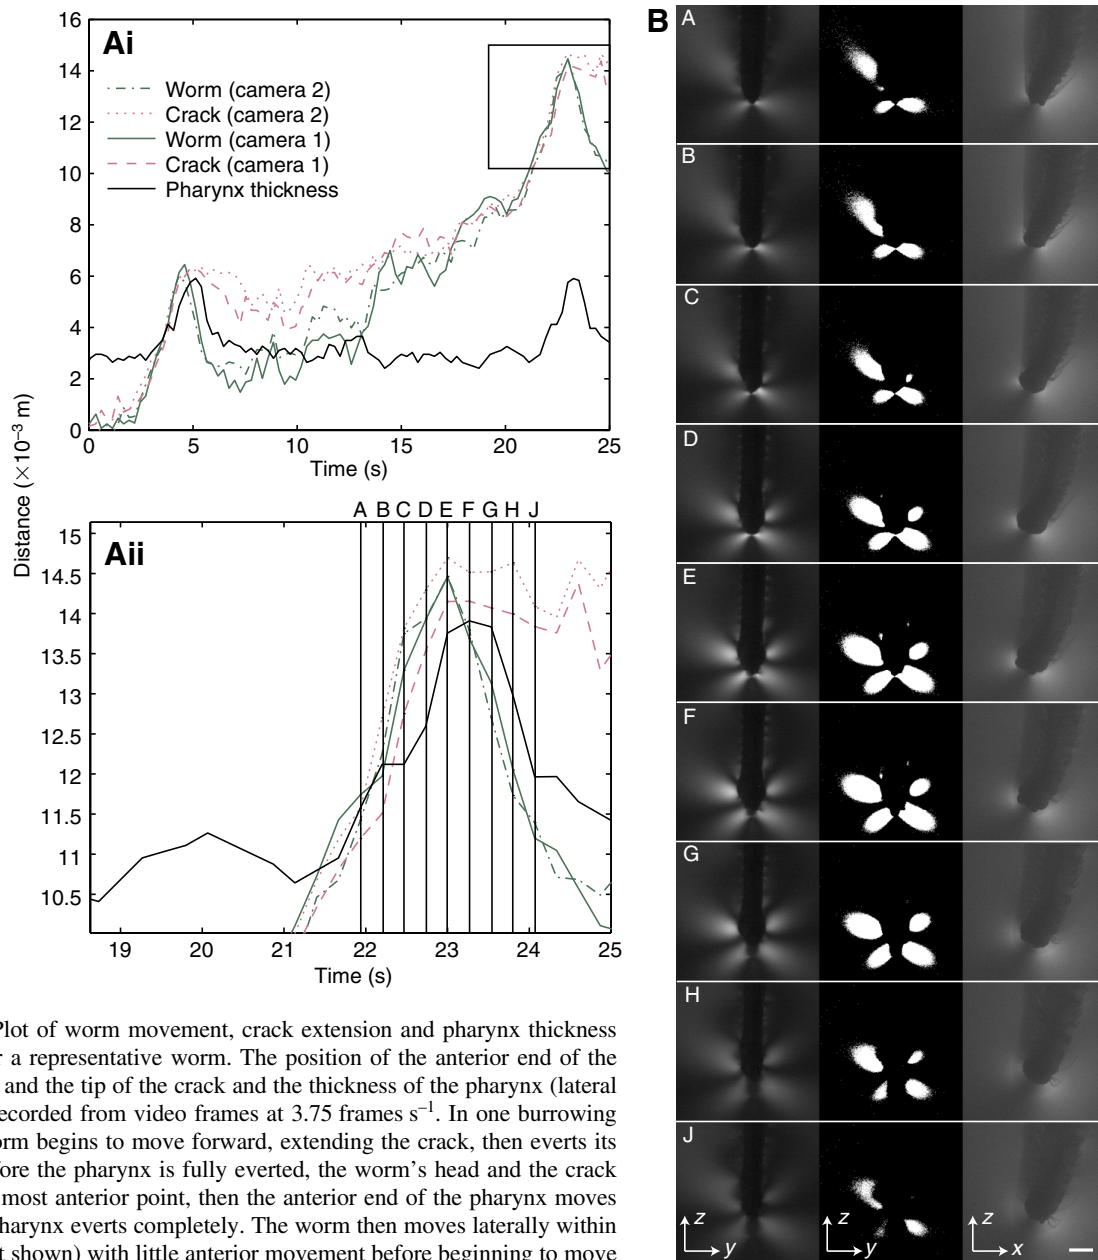 Ai
16
14
12
10
8
6
4
2
0
Worm (camera 2)
Crack (camera 2)
Worm (camera 1)
Crack (camera 1)
Pharynx thickness
0 5 10 15 20 25
Time (s)
Distance (×10⁻³ m)
A B C D E F G H J
Aii
15
14.5
14
13.5
13
12.5
12
11.5
11
10.5
19 20 21 22 23 24 25
Time (s)
Plot of worm movement, crack extension and pharynx thickness
r a representative worm. The position of the anterior end of the
and the tip of the crack and the thickness of the pharynx (lateral
recorded from video frames at 3.75 frames s⁻¹. In one burrowing
orm begins to move forward, extending the crack, then everts its
fore the pharynx is fully everted, the worm's head and the crack
most anterior point, then the anterior end of the pharynx moves
harynx everts completely. The worm then moves laterally within
t shown) with little anterior movement before beginning to move
B
A
B
C
D
E
F
G
H
J
z y
z y
z x